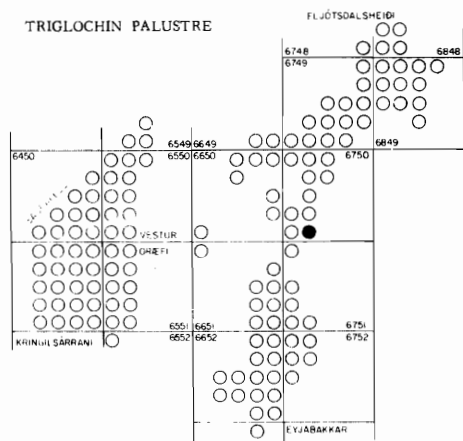 TRIGLOCHIN PALUSTRE
FLJÓTSDALSHEIÐI
6748 6848
6749
6549 6649
6450 6550 6650 6750 6849
VESTUR
ÖRÆFI
6551 6651 6751
KRINGILSÁRRANI 6552 6652 6752
EYJABAKKAR